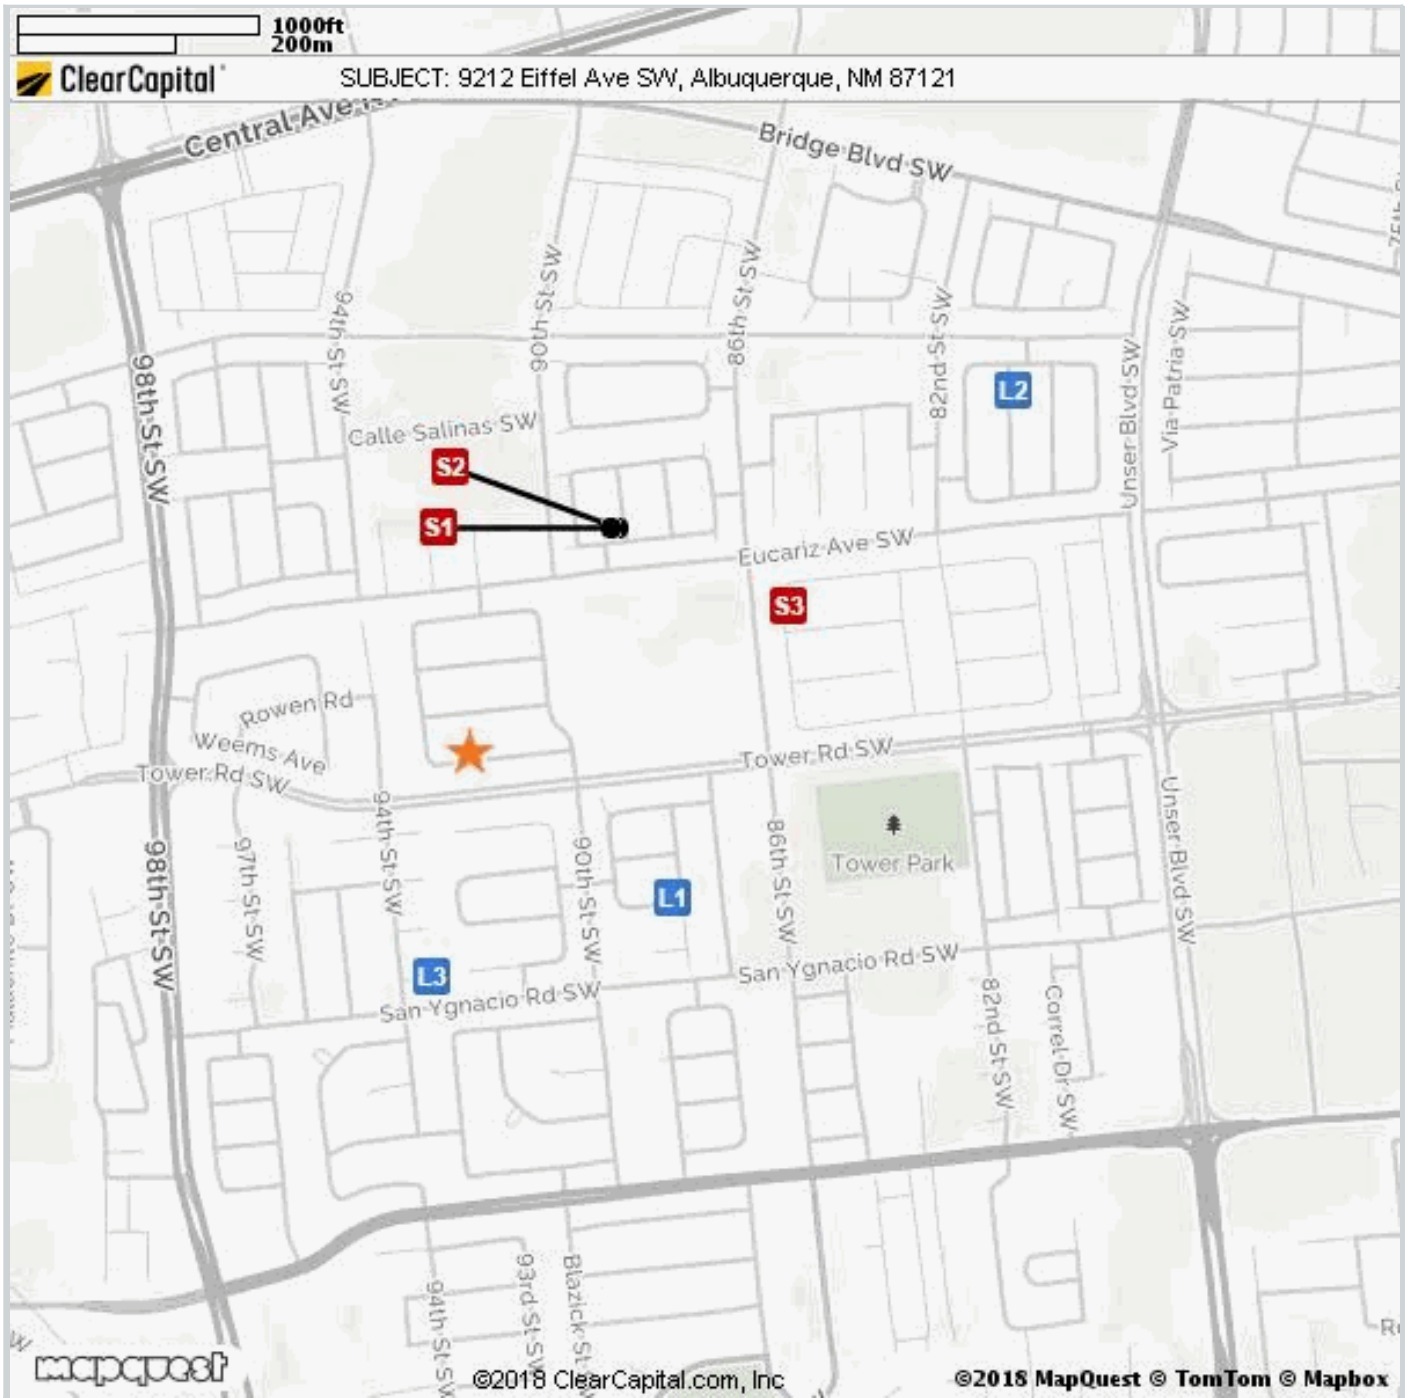 1000ft
200m
ClearCapital
SUBJECT: 9212 Eiffel Ave SW, Albuquerque, NM 87121
Central Ave
Bridge Blvd SW
94th St SW
90th St SW
86th St SW
82nd St SW
Unser Blvd SW
Via Patria SW
98th St SW
L2
Calle Salinas SW
S2
S1
Eucariz Ave SW
S3
Rowen Rd
Weems Ave
Tower Rd SW
Tower Rd SW
94th St SW
97th St SW
98th St SW
90th St SW
86th St SW
Tower Park
Unser Blvd SW
L1
L3
San Ygnacio Rd SW
San Ygnacio Rd SW
82nd St SW
Correl Dr SW
94th St SW
93rd St SW
Blazick St
mapquest
©2018 ClearCapital.com, Inc
©2018 MapQuest © TomTom © Mapbox